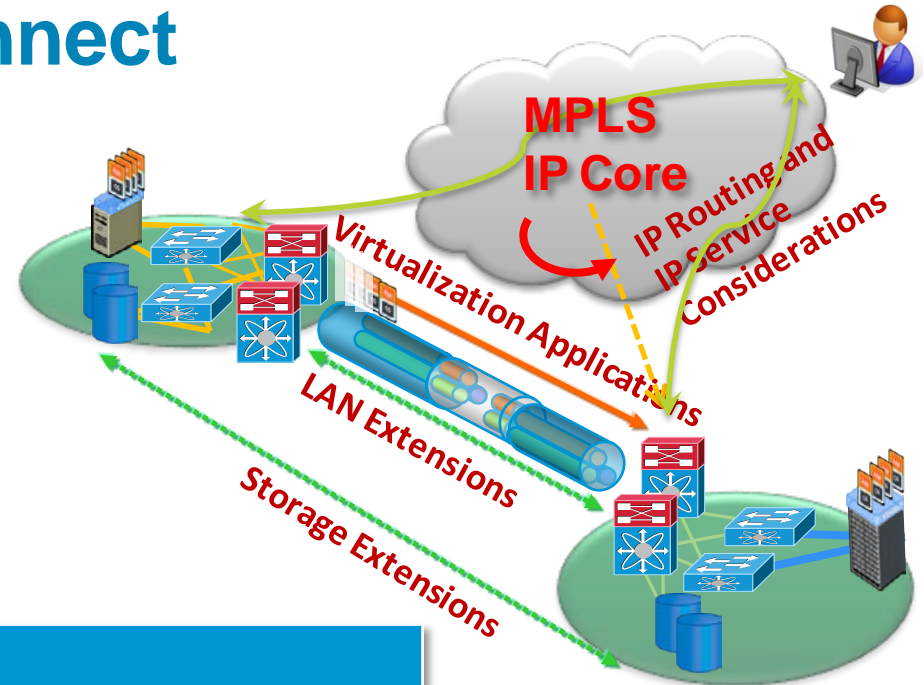 nnect
MPLS
IP Core
IP Routing and
IP Service
Considerations
Virtualization Applications
LAN Extensions
Storage Extensions